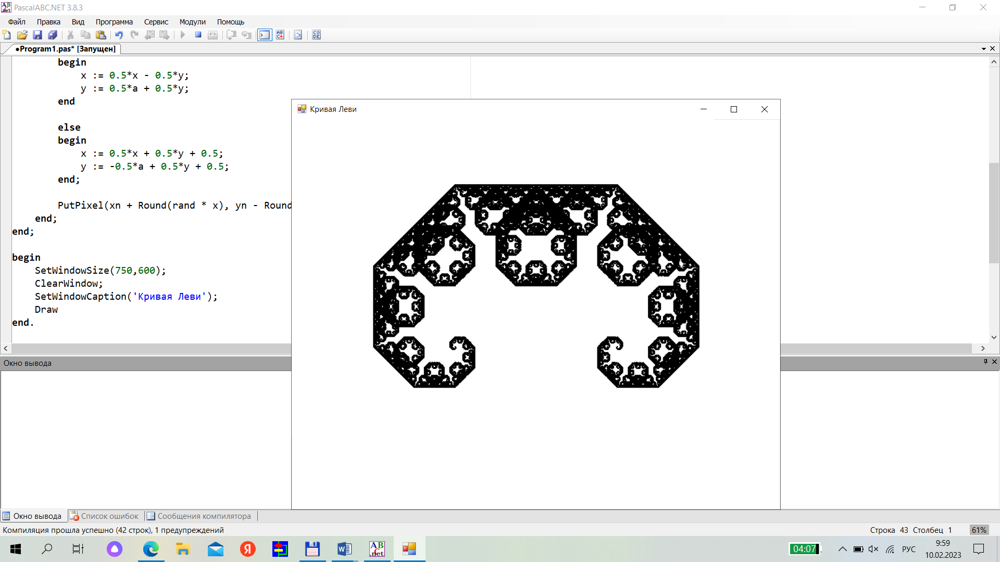 PascalABC.NET 3.8.3
Файл Правка Вид Программа Сервис Модули Помощь
●Program1.pas* [Запущен]
begin
x := 0.5*x - 0.5*y;
y := 0.5*a + 0.5*y;
end
else
begin
x := 0.5*x + 0.5*y + 0.5;
y := -0.5*a + 0.5*y + 0.5;
end;
PutPixel(xn + Round(rand * x), yn - Round
end;
end;
begin
SetWindowSize(750,600);
ClearWindow;
SetWindowCaption('Кривая Леви');
Draw
end.
Кривая Леви
Окно вывода
Окно вывода Список ошибок Сообщения компилятора
Компиляция прошла успешно (42 строк), 1 предупреждений
Строка 43 Столбец 1 61%
04:07 РУС 9:59
10.02.2023